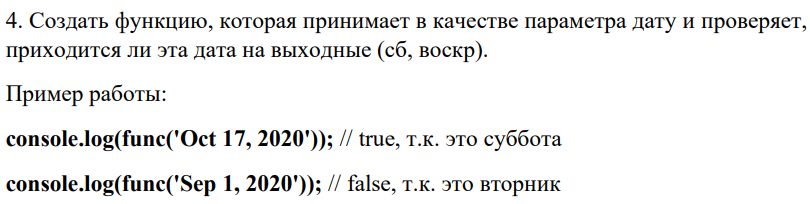 4. Создать функцию, которая принимает в качестве параметра дату и проверяет,
приходится ли эта дата на выходные (сб, воскр).
Пример работы:
console.log(func('Oct 17, 2020')); // true, т.к. это суббота
console.log(func('Sep 1, 2020')); // false, т.к. это вторник